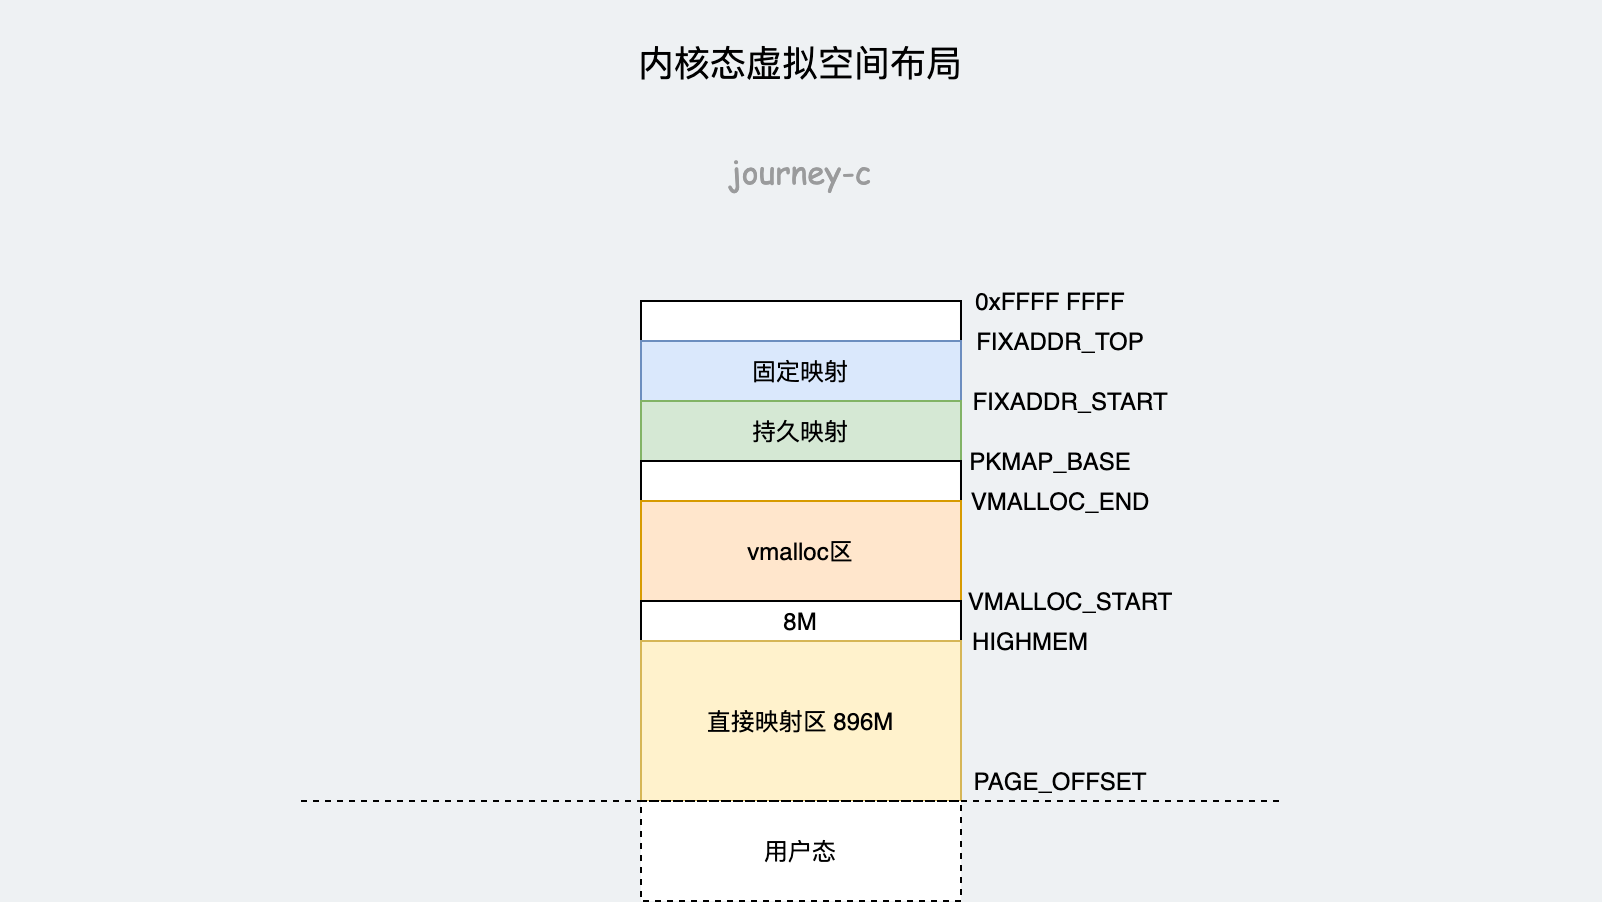 内核态虚拟空间布局
journey-c
0xFFFF FFFF
FIXADDR_TOP
固定映射
FIXADDR_START
持久映射
PKMAP_BASE
VMALLOC_END
vmalloc区
VMALLOC_START
8M
HIGHMEM
直接映射区 896M
PAGE_OFFSET
用户态